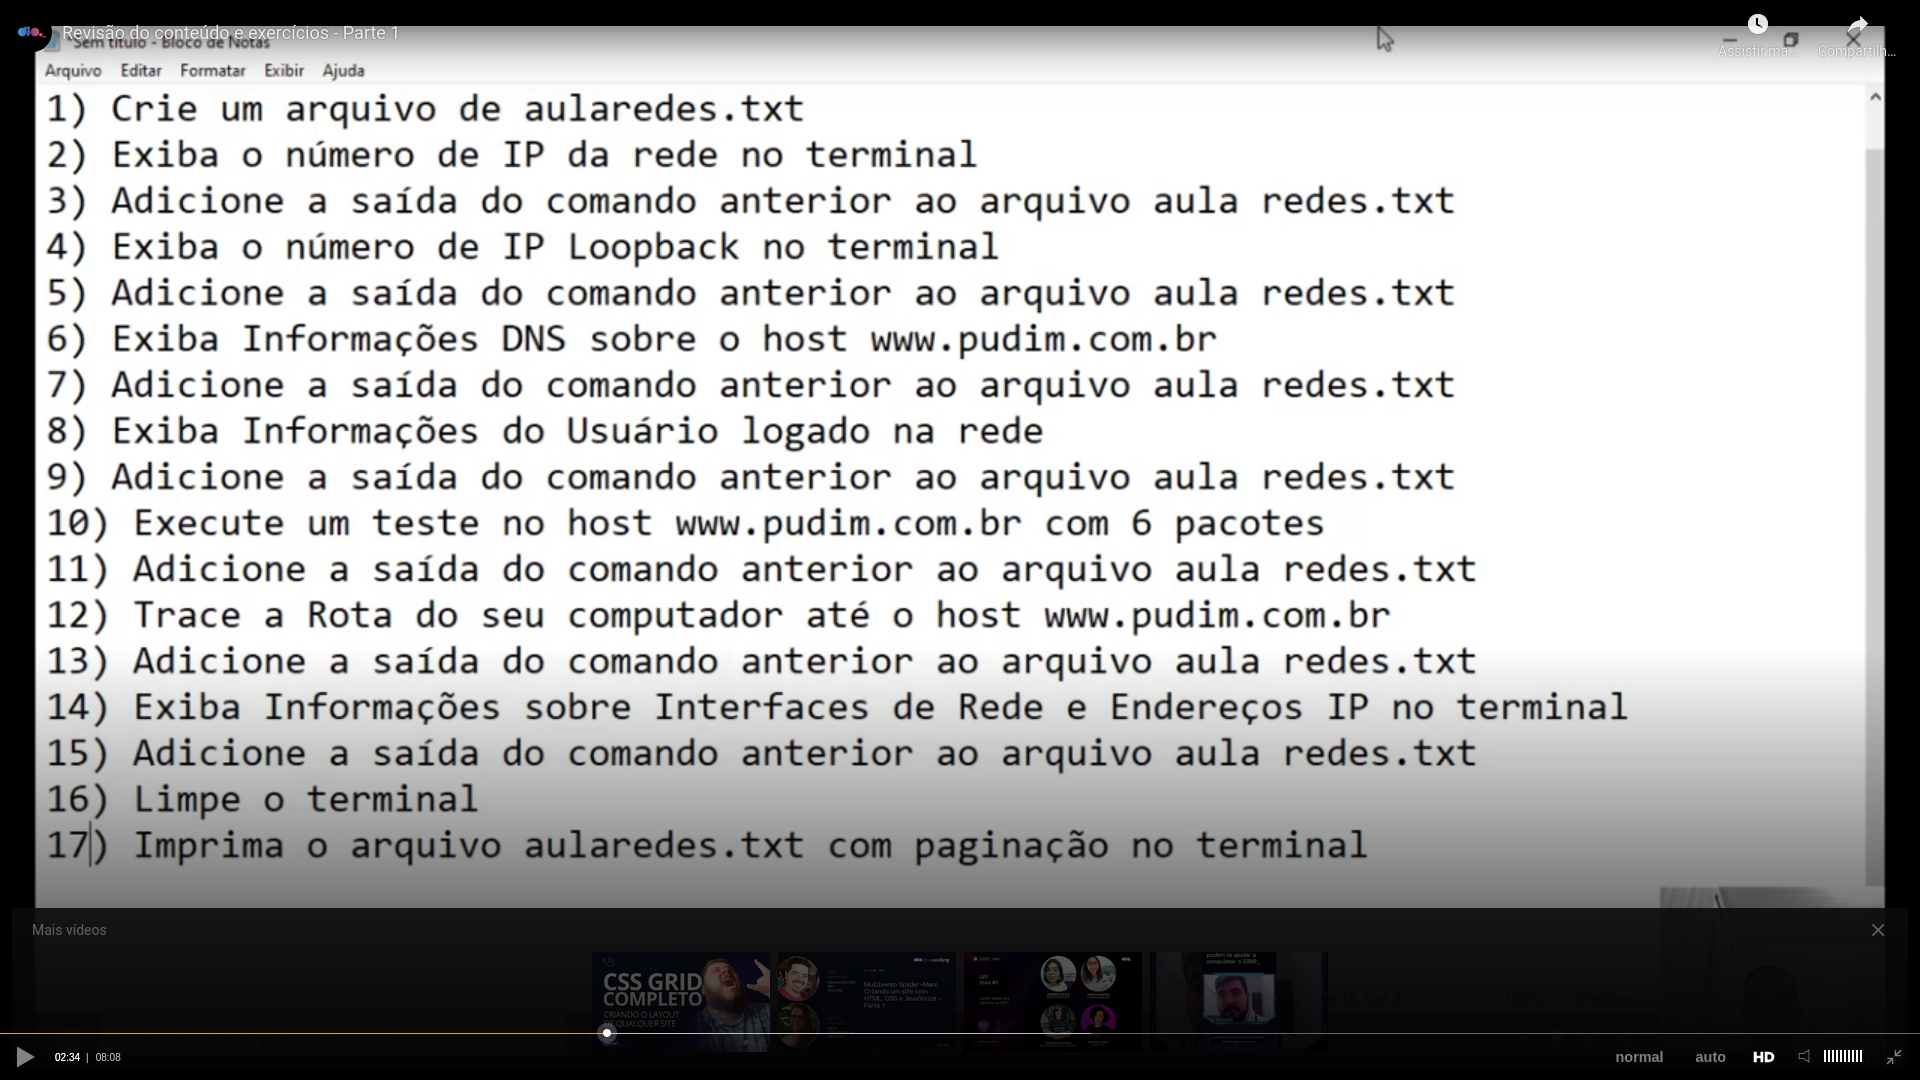 Revisão do conteúdo e exercícios - Parte 1
*Sem título - Bloco de Notas
Assistir ma...
Compartilh...
Arquivo Editar Formatar Exibir Ajuda
1) Crie um arquivo de aularedes.txt
2) Exiba o número de IP da rede no terminal
3) Adicione a saída do comando anterior ao arquivo aula redes.txt
4) Exiba o número de IP Loopback no terminal
5) Adicione a saída do comando anterior ao arquivo aula redes.txt
6) Exiba Informações DNS sobre o host www.pudim.com.br
7) Adicione a saída do comando anterior ao arquivo aula redes.txt
8) Exiba Informações do Usuário logado na rede
9) Adicione a saída do comando anterior ao arquivo aula redes.txt
10) Execute um teste no host www.pudim.com.br com 6 pacotes
11) Adicione a saída do comando anterior ao arquivo aula redes.txt
12) Trace a Rota do seu computador até o host www.pudim.com.br
13) Adicione a saída do comando anterior ao arquivo aula redes.txt
14) Exiba Informações sobre Interfaces de Rede e Endereços IP no terminal
15) Adicione a saída do comando anterior ao arquivo aula redes.txt
16) Limpe o terminal
17) Imprima o arquivo aularedes.txt com paginação no terminal
Mais vídeos
18
CSS GRID
COMPLETO
CRIANDO O LAYOUT
DE QUALQUER SITE
Multiverso Spider-Man:
Criando um site com
HTML, CSS e JavaScript -
Parte 1
GFT
Start #5
podem te ajudar a
conquistar o SIM?
02:34 | 08:08
normal auto HD